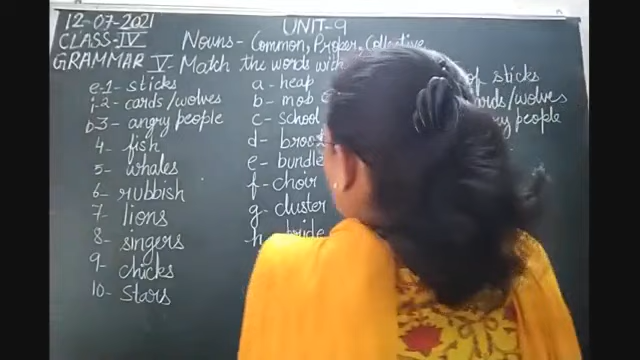 12-07-2021
UNIT-9
CLASS-IV
Nouns- Common, Proper, Collective
GRAMMAR V- Match the words with
e-1- sticks
i-2- cards/wolves
b-3- angry people
4- fish
5- whales
6- rubbish
7- lions
8- singers
9- chicks
10- stars
a- heap
b- mob
c- school
d-
e- bundle
f- choir
g- cluster
h-
of sticks
cards/wolves
angry people